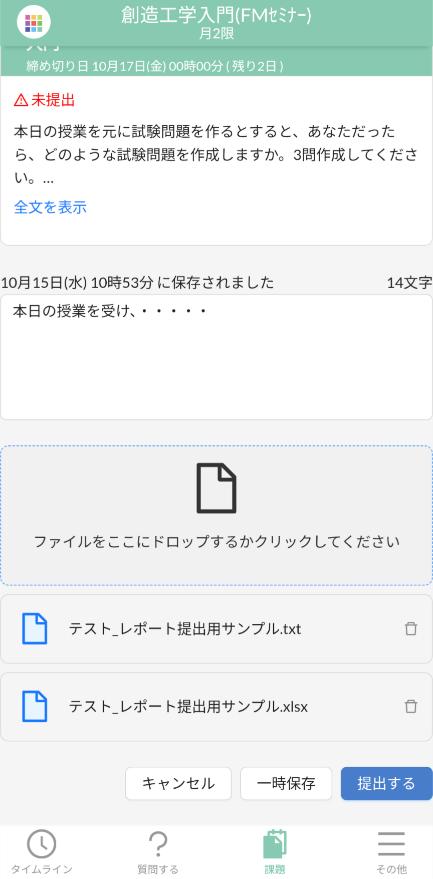 創造工学入門(FMｾﾐﾅｰ)
月2限
締め切り日 10月17日(金) 00時00分 ( 残り2日 )
未提出
本日の授業を元に試験問題を作るとすると、あなただった
ら、どのような試験問題を作成しますか。3問作成してくださ
い。...
全文を表示
10月15日(水) 10時53分 に保存されました
14文字
本日の授業を受け、・・・・・
ファイルをここにドロップするかクリックしてください
テスト_レポート提出用サンプル.txt
テスト_レポート提出用サンプル.xlsx
キャンセル
一時保存
提出する
タイムライン
質問する
課題
その他